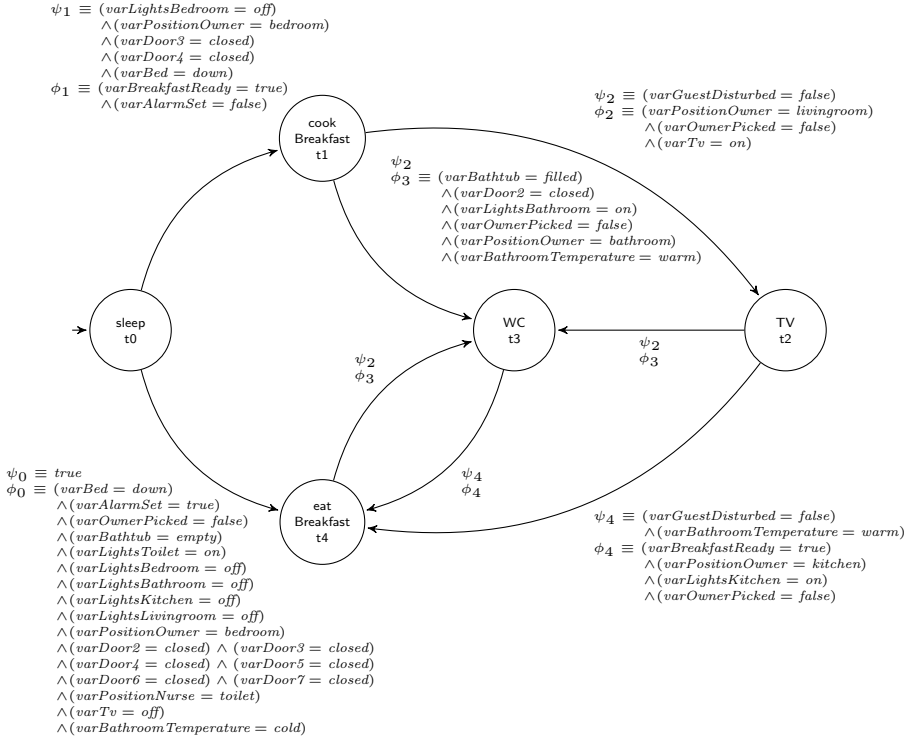 ψ1 ≡ (varLightsBedroom = off)
∧(varPositionOwner = bedroom)
∧(varDoor3 = closed)
∧(varDoor4 = closed)
∧(varBed = down)
ϕ1 ≡ (varBreakfastReady = true)
∧(varAlarmSet = false)
cook
Breakfast
t1
ψ2 ≡ (varGuestDisturbed = false)
ϕ2 ≡ (varPositionOwner = livingroom)
∧(varOwnerPicked = false)
∧(varTv = on)
ψ2
ϕ3 ≡ (varBathtub = filled)
∧(varDoor2 = closed)
∧(varLightsBathroom = on)
∧(varOwnerPicked = false)
∧(varPositionOwner = bathroom)
∧(varBathroomTemperature = warm)
sleep
t0
WC
t3
TV
t2
ψ2
ϕ3
ψ2
ϕ3
ψ4
ϕ4
ψ0 ≡ true
ϕ0 ≡ (varBed = down)
∧(varAlarmSet = true)
∧(varOwnerPicked = false)
∧(varBathtub = empty)
∧(varLightsToilet = on)
∧(varLightsBedroom = off)
∧(varLightsBathroom = off)
∧(varLightsKitchen = off)
∧(varLightsLivingroom = off)
∧(varPositionOwner = bedroom)
∧(varDoor2 = closed) ∧ (varDoor3 = closed)
∧(varDoor4 = closed) ∧ (varDoor5 = closed)
∧(varDoor6 = closed) ∧ (varDoor7 = closed)
∧(varPositionNurse = toilet)
∧(varTv = off)
∧(varBathroomTemperature = cold)
eat
Breakfast
t4
ψ4 ≡ (varGuestDisturbed = false)
∧(varBathroomTemperature = warm)
ϕ4 ≡ (varBreakfastReady = true)
∧(varPositionOwner = kitchen)
∧(varLightsKitchen = on)
∧(varOwnerPicked = false)